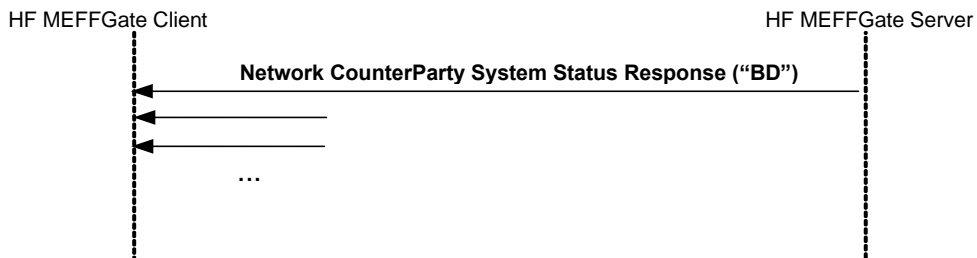 HF MEFFGate Client
HF MEFFGate Server
Network CounterParty System Status Response (“BD”)
...